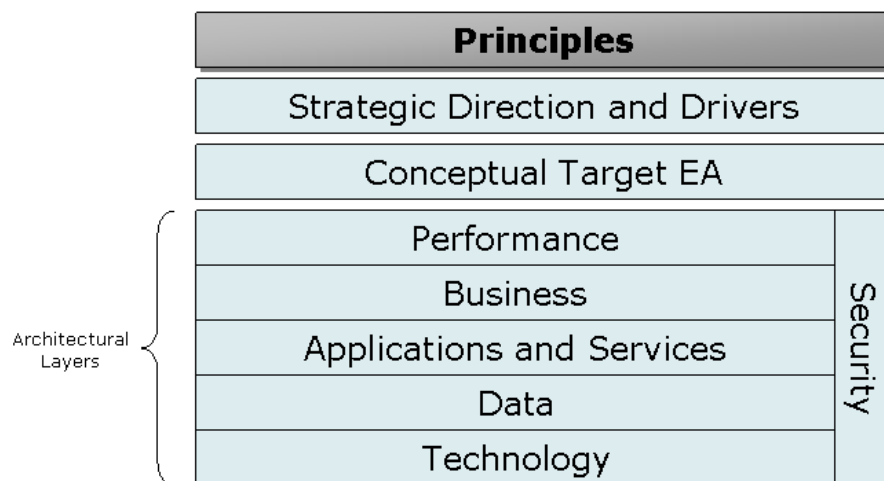 Principles
Strategic Direction and Drivers
Conceptual Target EA
Performance
Business
Applications and Services
Data
Technology
Security
Architectural
Layers